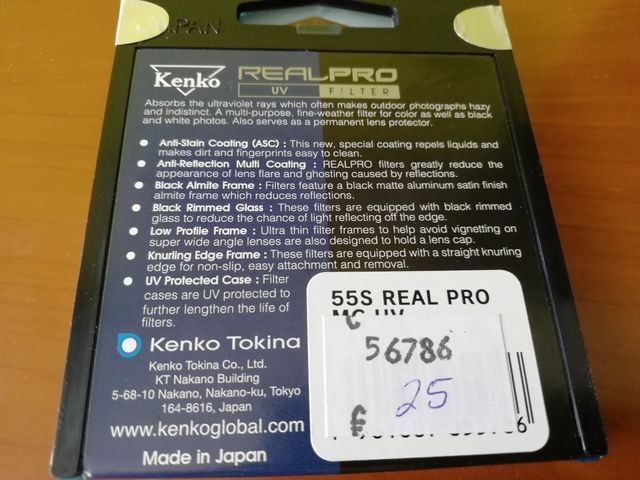 JAPAN
Kenko REALPRO
UV FILTER
Absorbs the ultraviolet rays which often makes outdoor photographs hazy
and indistinct. A multi-purpose, fine-weather filter for color as well as black
and white photos. Also serves as a permanent lens protector.
Anti-Stain Coating (ASC) : This new, special coating repels liquids and
makes dirt and fingerprints easy to clean.
Anti-Reflection Multi Coating : REALPRO filters greatly reduce the
appearance of lens flare and ghosting caused by reflections.
Black Almite Frame : Filters feature a black matte aluminum satin finish
almite frame which reduces reflections.
Black Rimmed Glass : These filters are equipped with black rimmed
glass to reduce the chance of light reflecting off the edge.
Low Profile Frame : Ultra thin filter frames to help avoid vignetting on
super wide angle lenses are also designed to hold a lens cap.
Knurling Edge Frame : These filters are equipped with a straight knurling
edge for non-slip, easy attachment and removal.
UV Protected Case : Filter
cases are UV protected to
further lengthen the life of
filters.
Kenko Tokina
Kenko Tokina Co., Ltd.
KT Nakano Building
5-68-10 Nakano, Nakano-ku, Tokyo
164-8616, Japan
www.kenkoglobal.com
Made in Japan
55S REAL PRO
MC UV
56786
€ 25